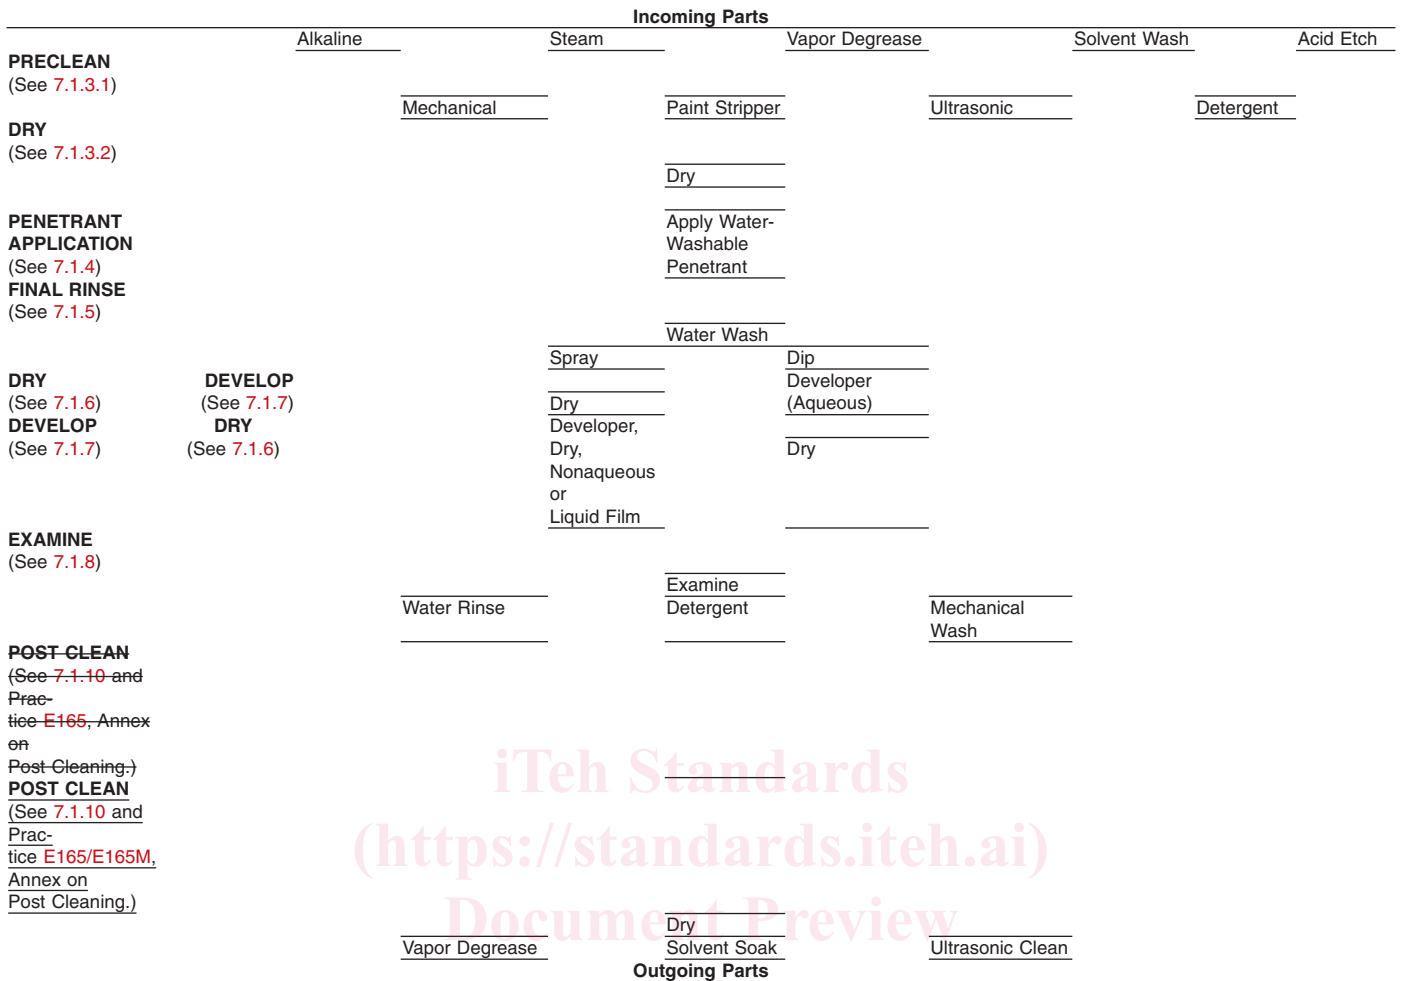 Incoming Parts
Alkaline Steam Vapor Degrease Solvent Wash Acid Etch
PRECLEAN
(See 7.1.3.1)
Mechanical Paint Stripper Ultrasonic Detergent
DRY
(See 7.1.3.2)
Dry
PENETRANT Apply Water-
APPLICATION Washable
(See 7.1.4) Penetrant
FINAL RINSE
(See 7.1.5)
Water Wash
Spray Dip
DRY DEVELOP Developer
(See 7.1.6) (See 7.1.7) Dry (Aqueous)
DEVELOP DRY Developer,
(See 7.1.7) (See 7.1.6) Dry, Dry
Nonaqueous
or
Liquid Film
EXAMINE
(See 7.1.8)
Examine
Water Rinse Detergent Mechanical
Wash
POST CLEAN
(See 7.1.10 and
Prac-
tice E165, Annex
on
Post Cleaning.)
POST CLEAN
(See 7.1.10 and
Prac-
tice E165/E165M,
Annex on
Post Cleaning.)
iTeh Standards
(https://standards.iteh.ai)
Document Preview
Dry
Vapor Degrease Solvent Soak Ultrasonic Clean
Outgoing Parts